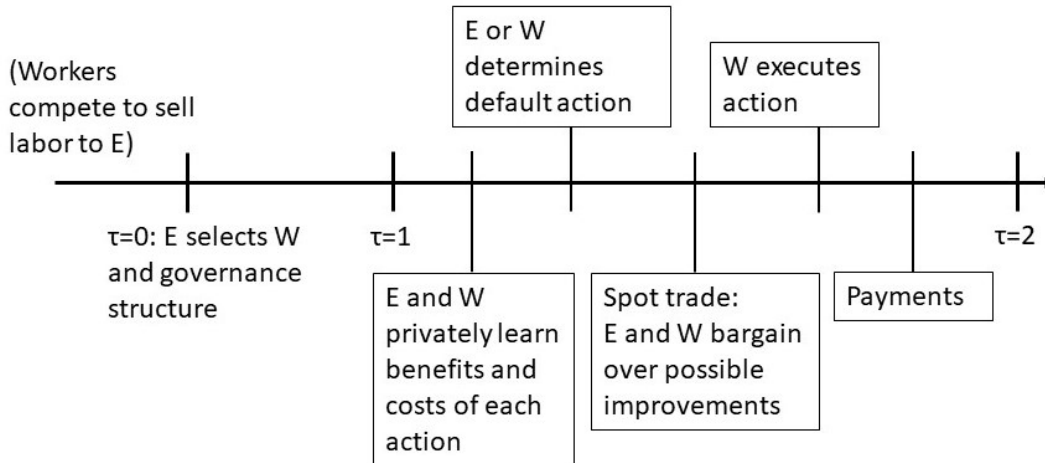 (Workers
compete to sell
labor to E)
E or W
determines
default action
W executes
action
τ=0: E selects W
and governance
structure
τ=1
E and W
privately learn
benefits and
costs of each
action
Spot trade:
E and W bargain
over possible
improvements
Payments
τ=2